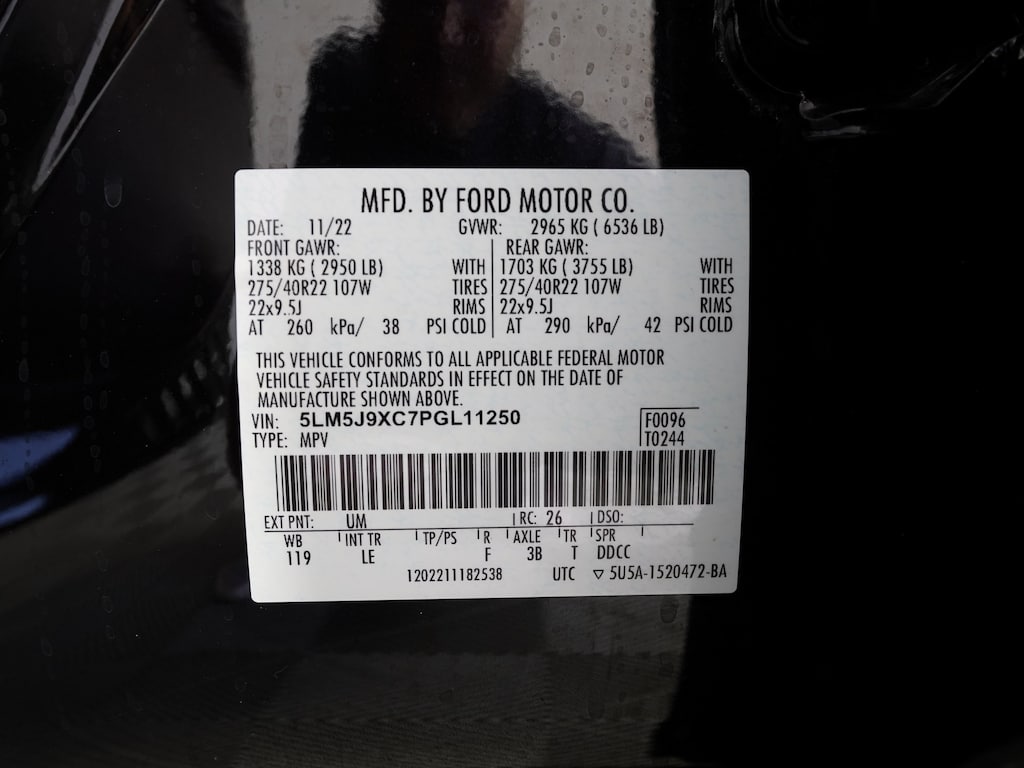 MFD. BY FORD MOTOR CO.
DATE: 11/22 GVWR: 2965 KG ( 6536 LB)
FRONT GAWR: REAR GAWR:
1338 KG ( 2950 LB) WITH 1703 KG ( 3755 LB) WITH
275/40R22 107W TIRES 275/40R22 107W TIRES
22x9.5J RIMS 22x9.5J RIMS
AT 260 kPa/ 38 PSI COLD AT 290 kPa/ 42 PSI COLD
THIS VEHICLE CONFORMS TO ALL APPLICABLE FEDERAL MOTOR
VEHICLE SAFETY STANDARDS IN EFFECT ON THE DATE OF
MANUFACTURE SHOWN ABOVE.
VIN: 5LM5J9XC7PGL11250 F0096
TYPE: MPV T0244
EXT PNT: UM RC: 26 DSO:
WB INT TR TP/PS R AXLE TR SPR
119 LE F 3B T DDCC
1202211182538 UTC ▽ 5U5A-1520472-BA